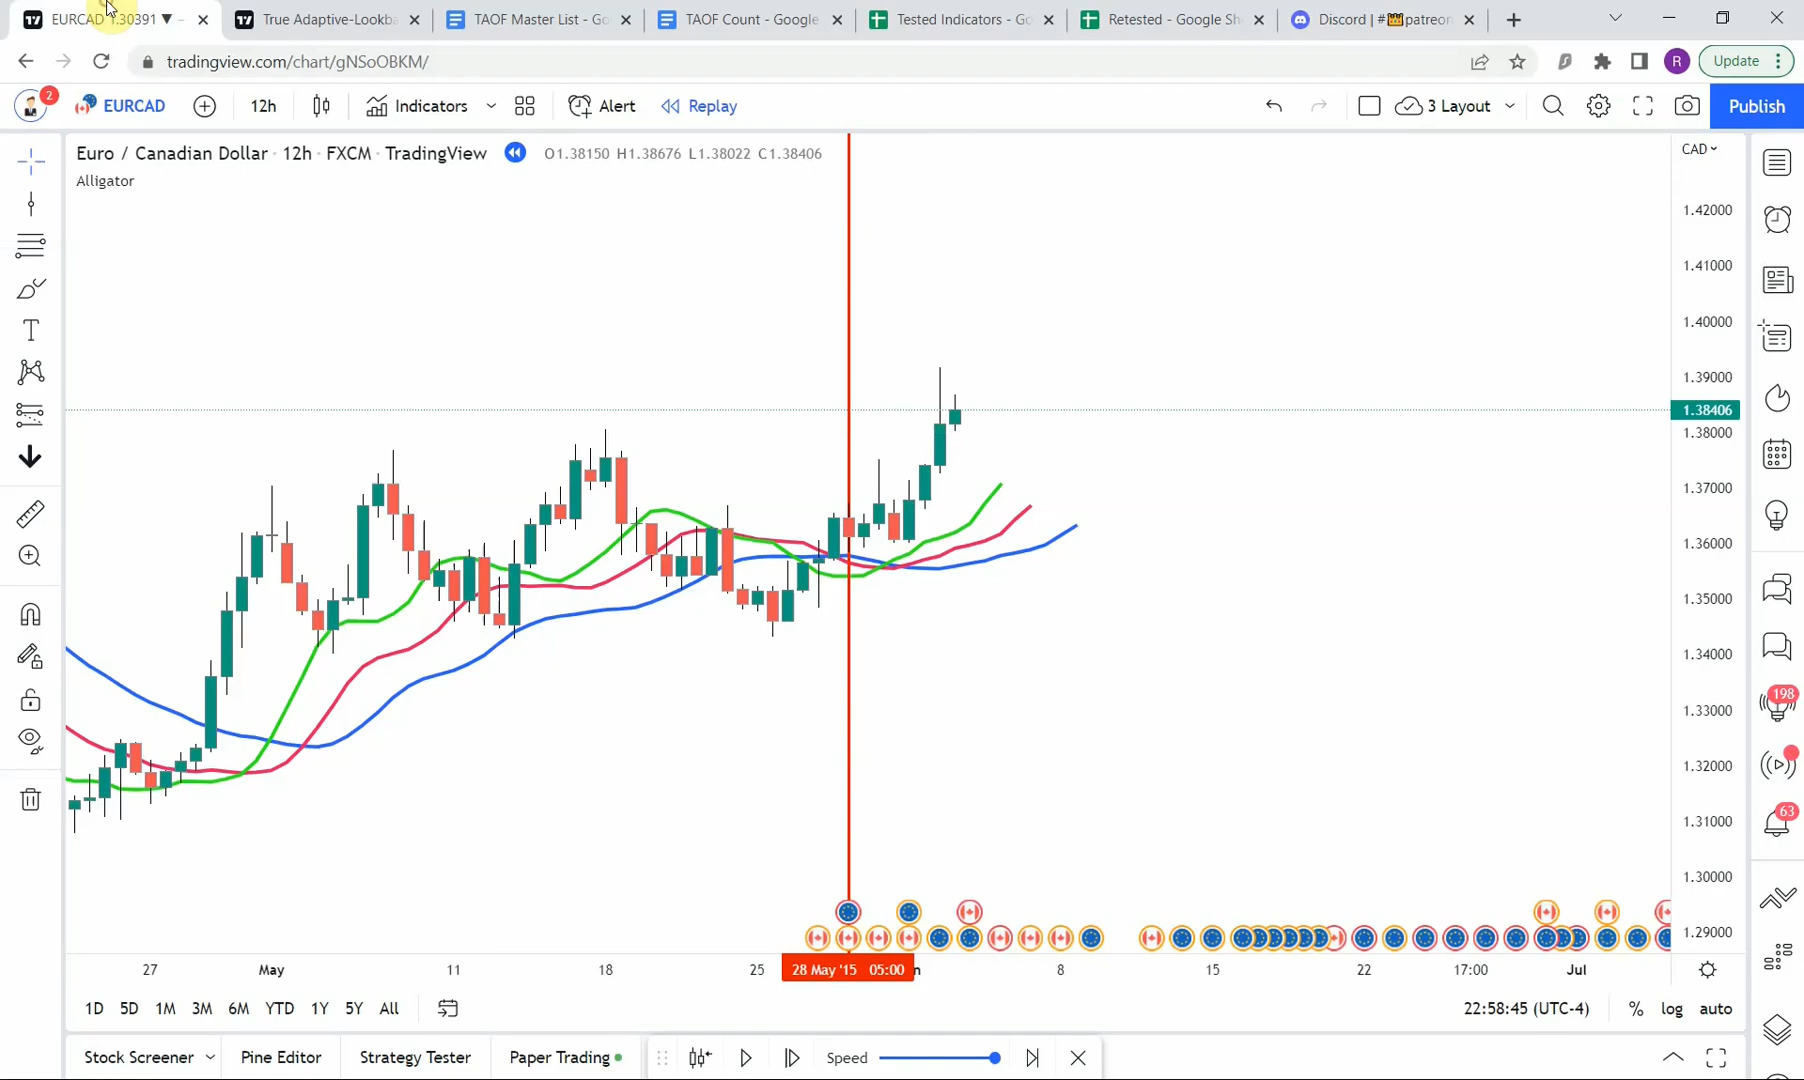 EURCAD 1.30391 ▼
True Adaptive-Lookba
TAOF Master List - Go
TAOF Count - Google
Tested Indicators - Go
Retested - Google She
Discord | #👑patreon
tradingview.com/chart/gNSoOBKM/
R
Update
2
EURCAD
12h
Indicators
Alert
Replay
3 Layout
Publish
Euro / Canadian Dollar · 12h · FXCM · TradingView
O1.38150 H1.38676 L1.38022 C1.38406
CAD
Alligator
1.42000
1.41000
1.40000
1.39000
1.38406
1.38000
1.37000
1.36000
1.35000
1.34000
1.33000
1.32000
1.31000
1.30000
1.29000
198
63
27
May
11
18
25
28 May '15 05:00
8
15
22
17:00
Jul
1D 5D 1M 3M 6M YTD 1Y 5Y All
22:58:45 (UTC-4)
% log auto
Stock Screener
Pine Editor
Strategy Tester
Paper Trading
Speed